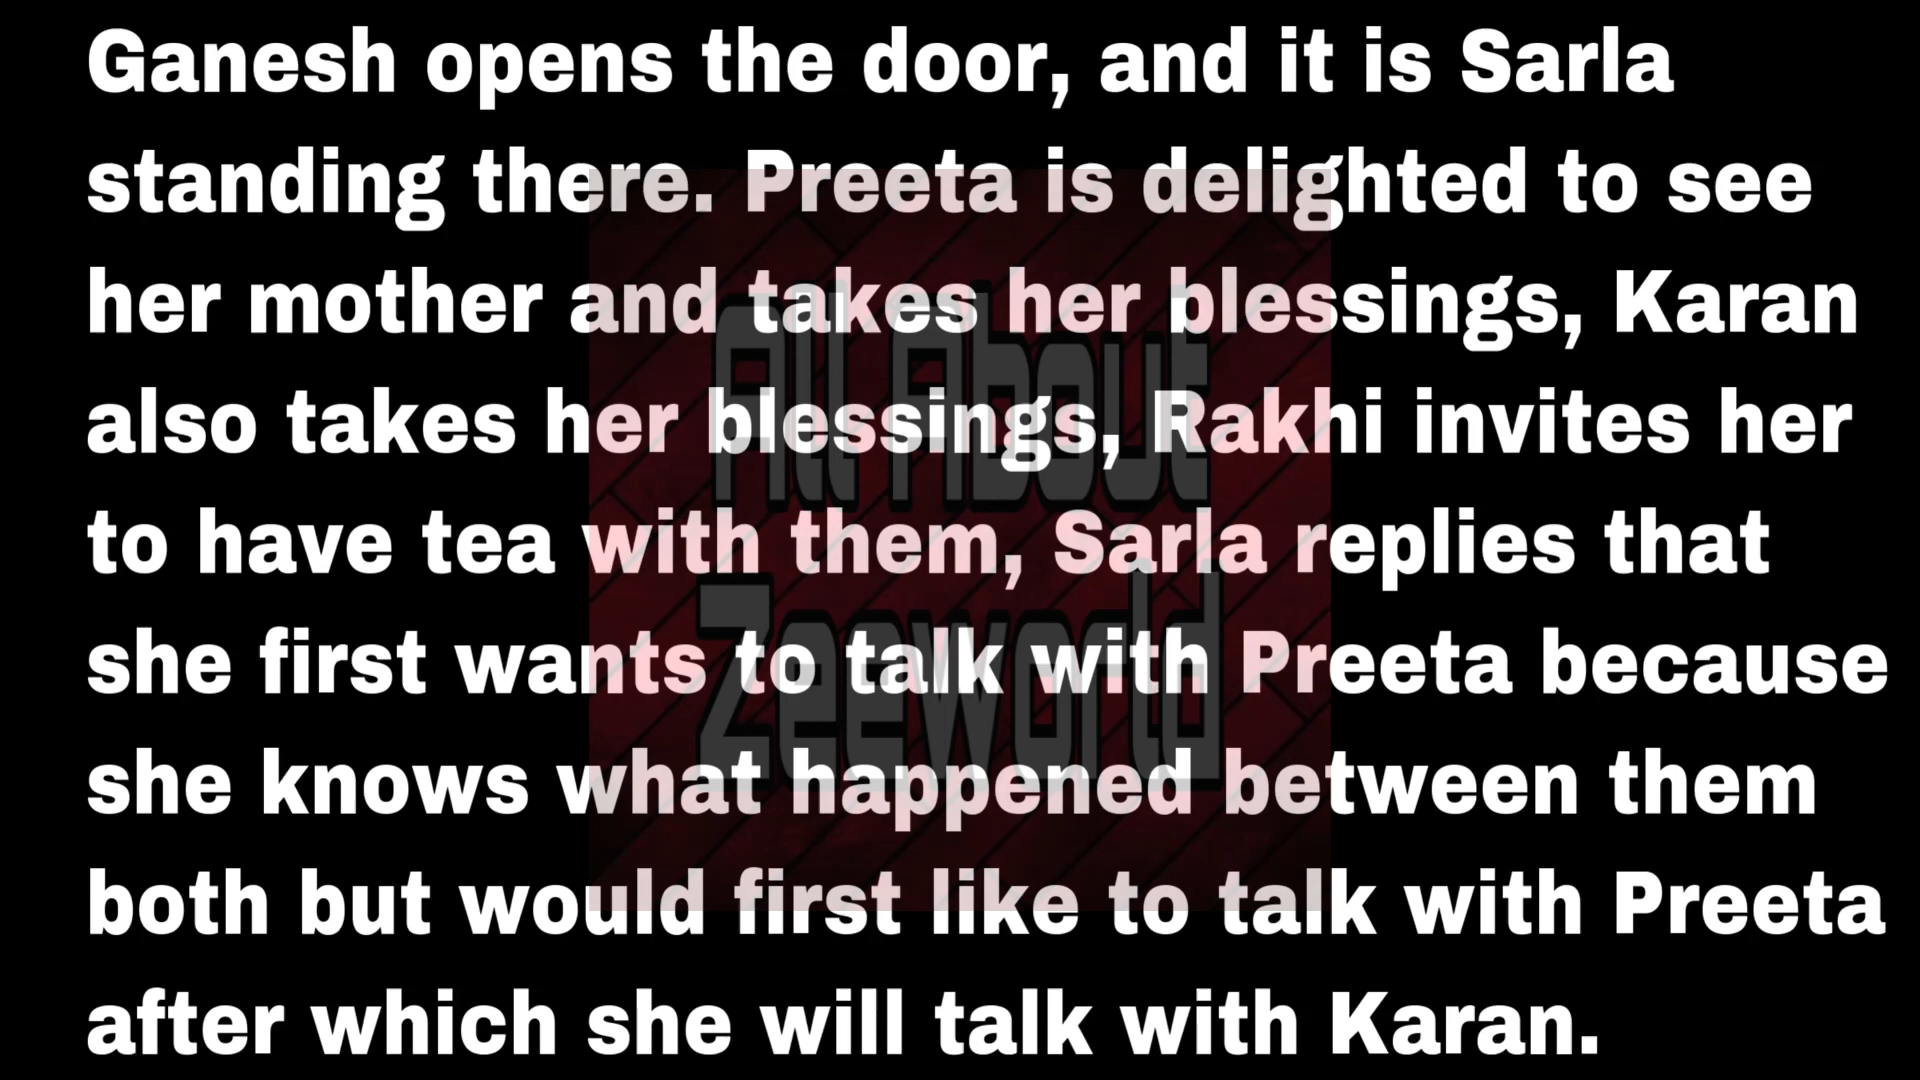 Ganesh opens the door, and it is Sarla
standing there. Preeta is delighted to see
her mother and takes her blessings, Karan
also takes her blessings, Rakhi invites her
to have tea with them, Sarla replies that
she first wants to talk with Preeta because
she knows what happened between them
both but would first like to talk with Preeta
after which she will talk with Karan.
All About
Zeeworld